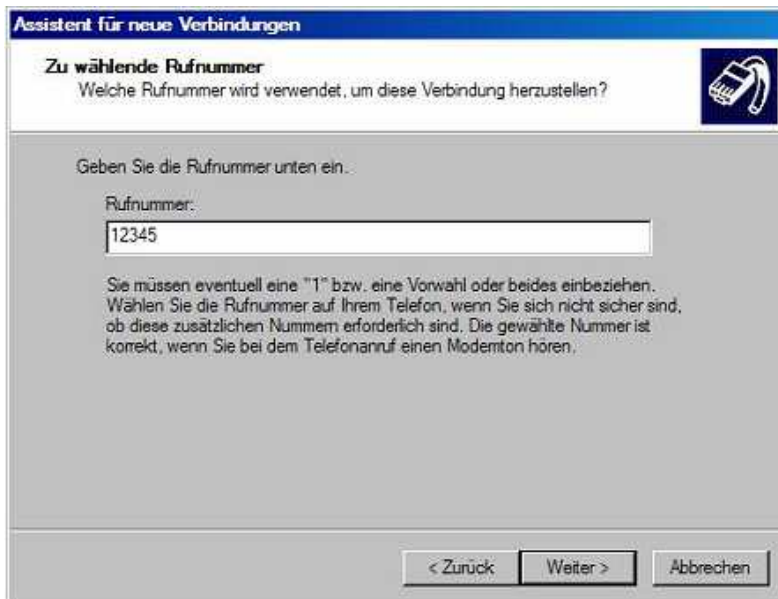 Assistent für neue Verbindungen
Zu wählende Rufnummer
Welche Rufnummer wird verwendet, um diese Verbindung herzustellen?
Geben Sie die Rufnummer unten ein.
Rufnummer:
12345
Sie müssen eventuell eine "1" bzw. eine Vorwahl oder beides einbeziehen.
Wählen Sie die Rufnummer auf Ihrem Telefon, wenn Sie sich nicht sicher sind,
ob diese zusätzlichen Nummern erforderlich sind. Die gewählte Nummer ist
korrekt, wenn Sie bei dem Telefonanruf einen Modemton hören.
< Zurück Weiter > Abbrechen